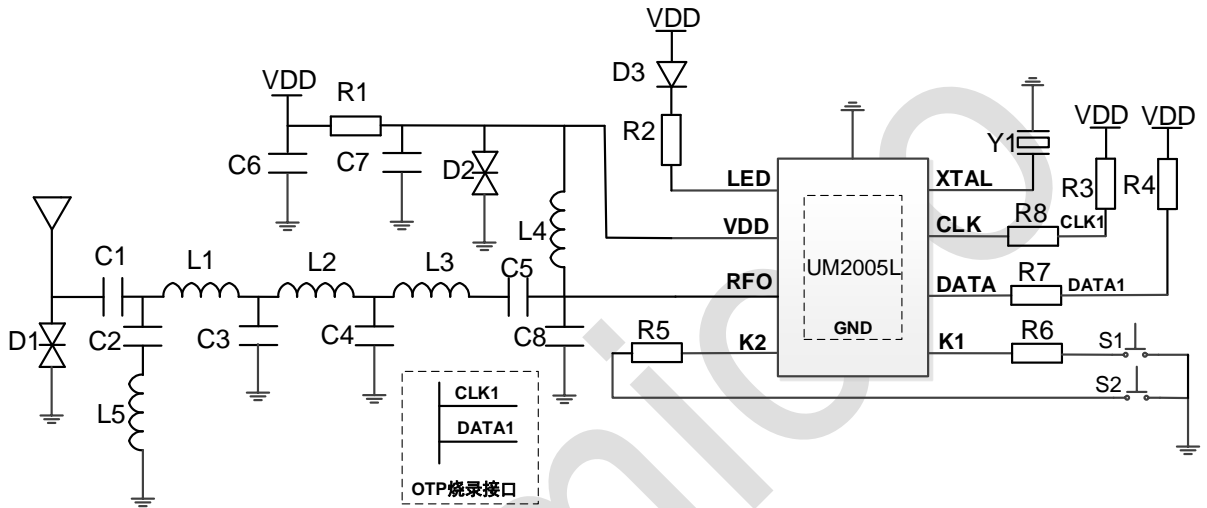 VDD
D3
VDD
R1
R2
C6
C7
D2
L4
LED
VDD
RFO
K2
UM2005L
GND
XTAL
CLK
DATA
K1
Y1
VDD
VDD
R3
R4
R8
CLK1
R7
DATA1
R6
S1
S2
R5
C1
L1
L2
L3
C5
D1
C2
C3
C4
C8
L5
CLK1
DATA1
OTP烧录接口